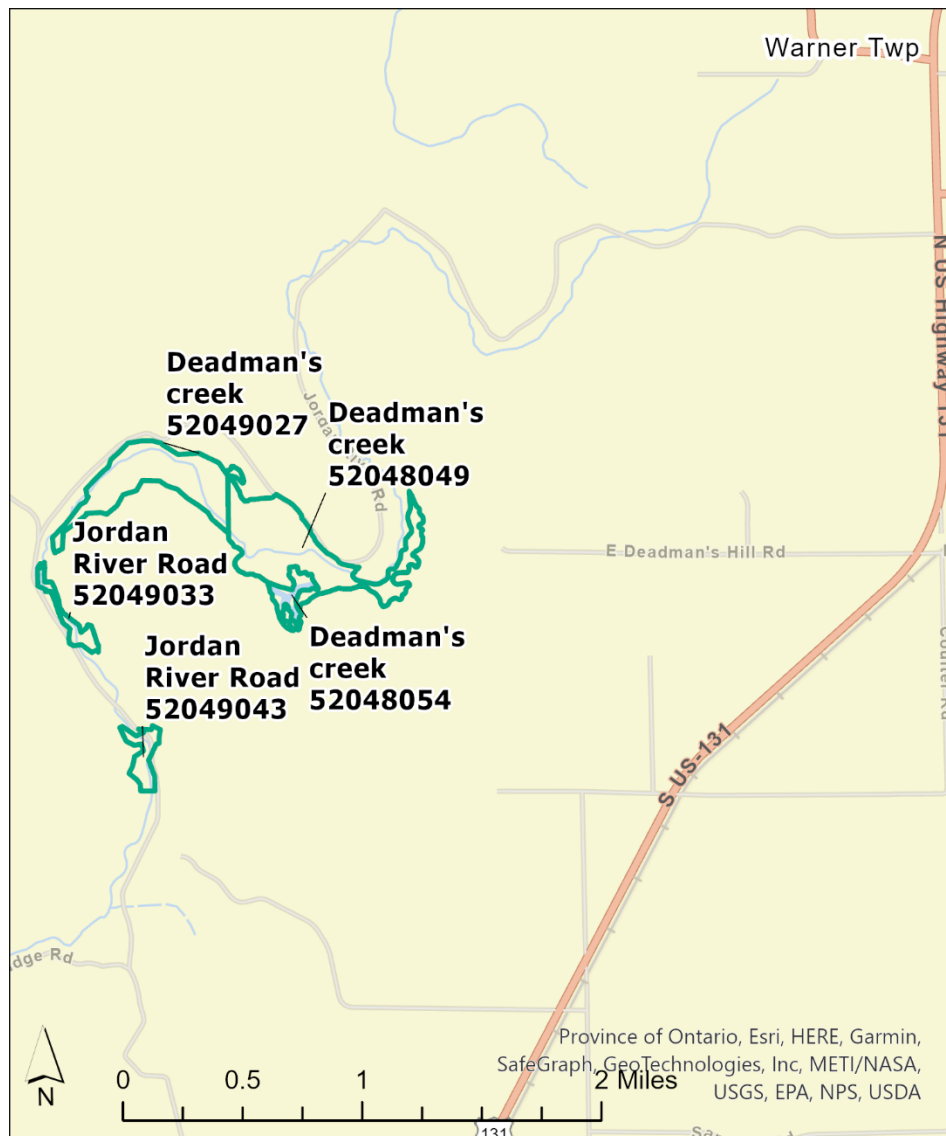 Warner Twp
N US Highway 131
Deadman's
creek
52049027
Jordan River Rd
Deadman's
creek
52048049
Jordan
River Road
52049033
E Deadman's Hill Rd
Jordan
River Road
52049043
Deadman's
creek
52048054
Coulter Rd
S US-131
dge Rd
Province of Ontario, Esri, HERE, Garmin,
SafeGraph, GeoTechnologies, Inc, METI/NASA,
USGS, EPA, NPS, USDA
N
0 0.5 1 2 Miles
131